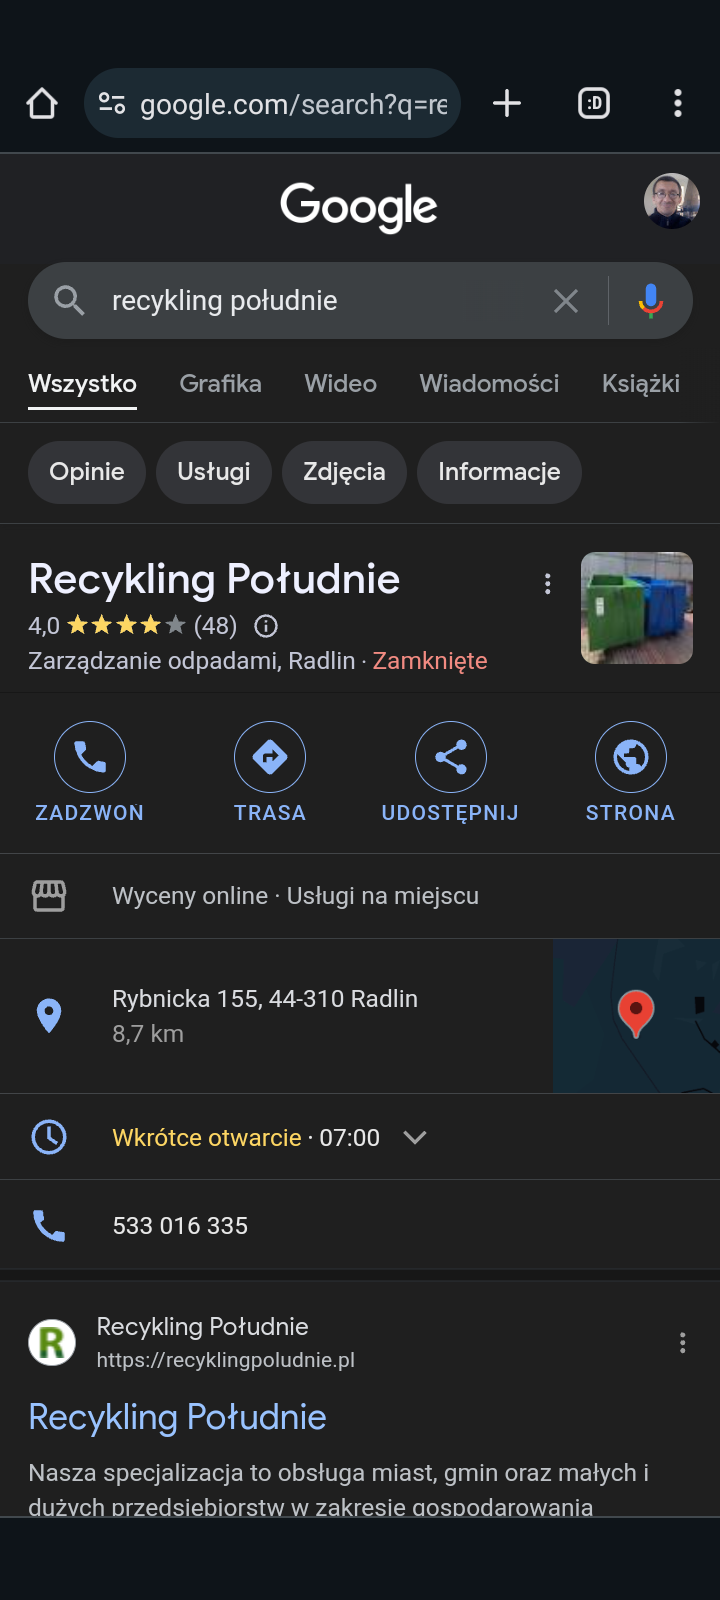 google.com/search?q=re
:D
Google
recykling południe
Wszystko Grafika Wideo Wiadomości Książki
Opinie Usługi Zdjęcia Informacje
Recykling Południe
4,0 (48)
Zarządzanie odpadami, Radlin · Zamknięte
ZADZWOŃ TRASA UDOSTĘPNIJ STRONA
Wyceny online · Usługi na miejscu
Rybnicka 155, 44-310 Radlin
8,7 km
Wkrótce otwarcie · 07:00
533 016 335
R
Recykling Południe
https://recyklingpoludnie.pl
Recykling Południe
Nasza specjalizacja to obsługa miast, gmin oraz małych i
dużych przedsiębiorstw w zakresie gospodarowania